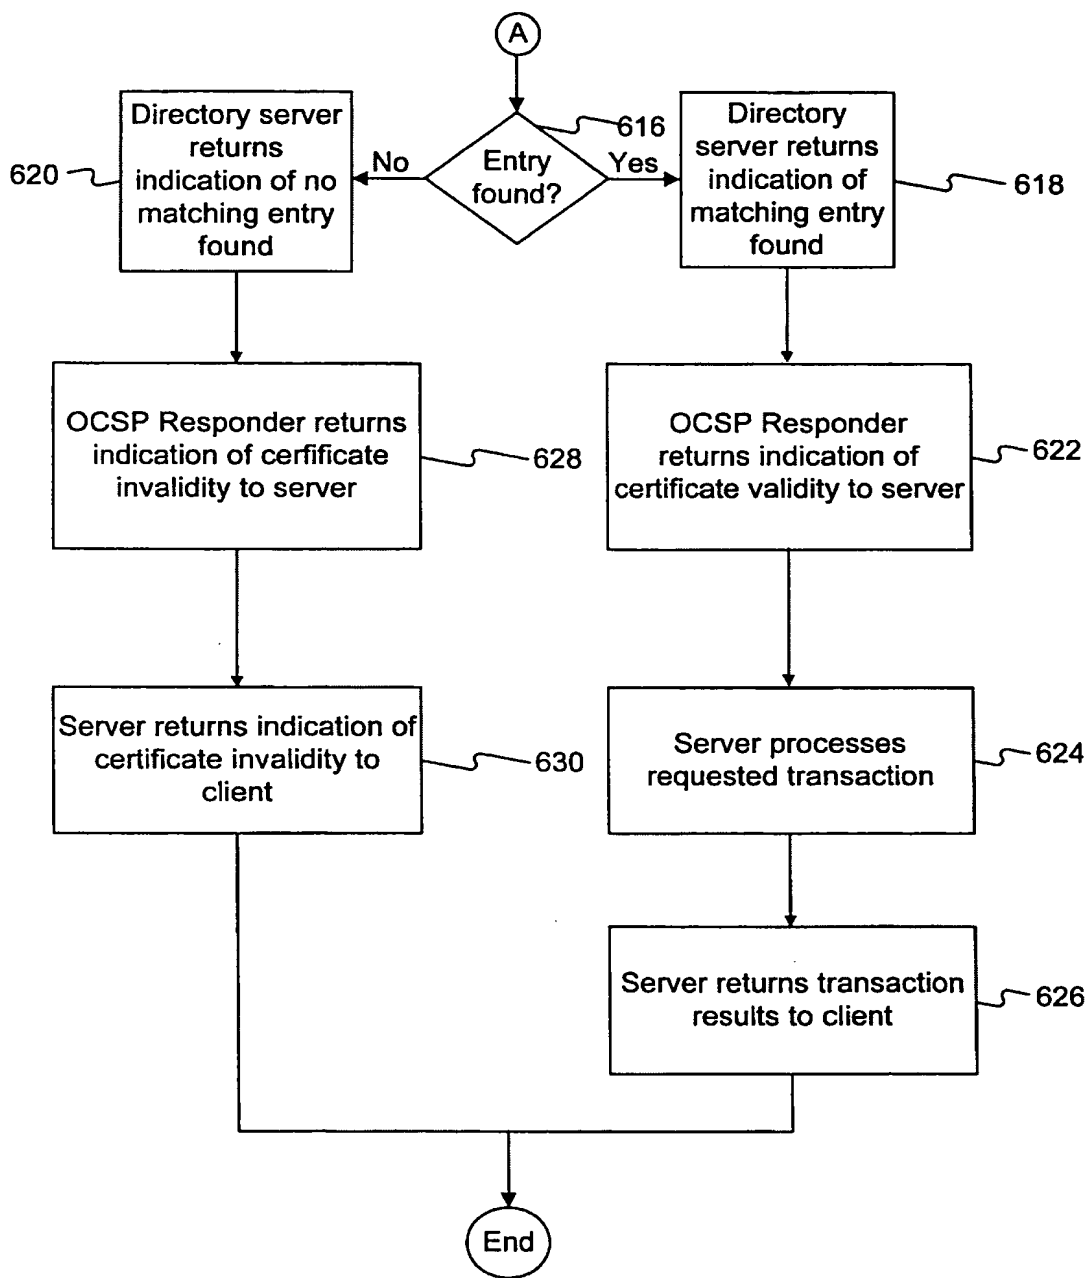 A
Directory server
returns
indication of no
matching entry
found
620
No
Entry
found?
616
Yes
Directory
server returns
indication of
matching entry
found
618
OCSP Responder returns
indication of cerfificate
invalidity to server
628
OCSP Responder
returns indication of
certificate validity to server
622
Server returns indication of
certificate invalidity to
client
630
Server processes
requested transaction
624
Server returns transaction
results to client
626
End